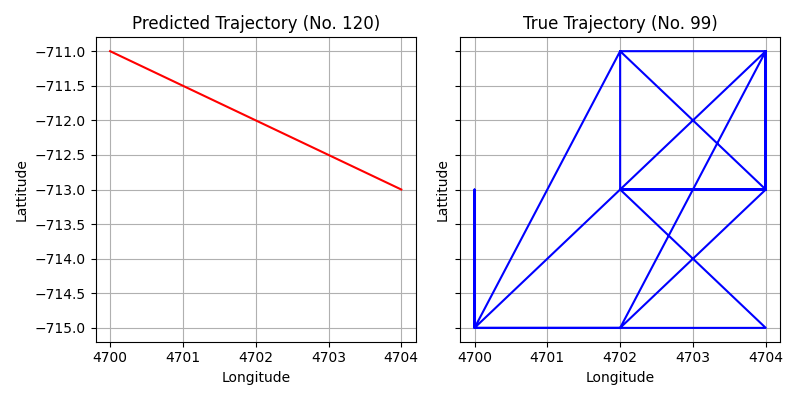 Predicted Trajectory (No. 120)
Lattitude
−711.0
−711.5
−712.0
−712.5
−713.0
−713.5
−714.0
−714.5
−715.0
4700 4701 4702 4703 4704
Longitude
True Trajectory (No. 99)
Lattitude
4700 4701 4702 4703 4704
Longitude